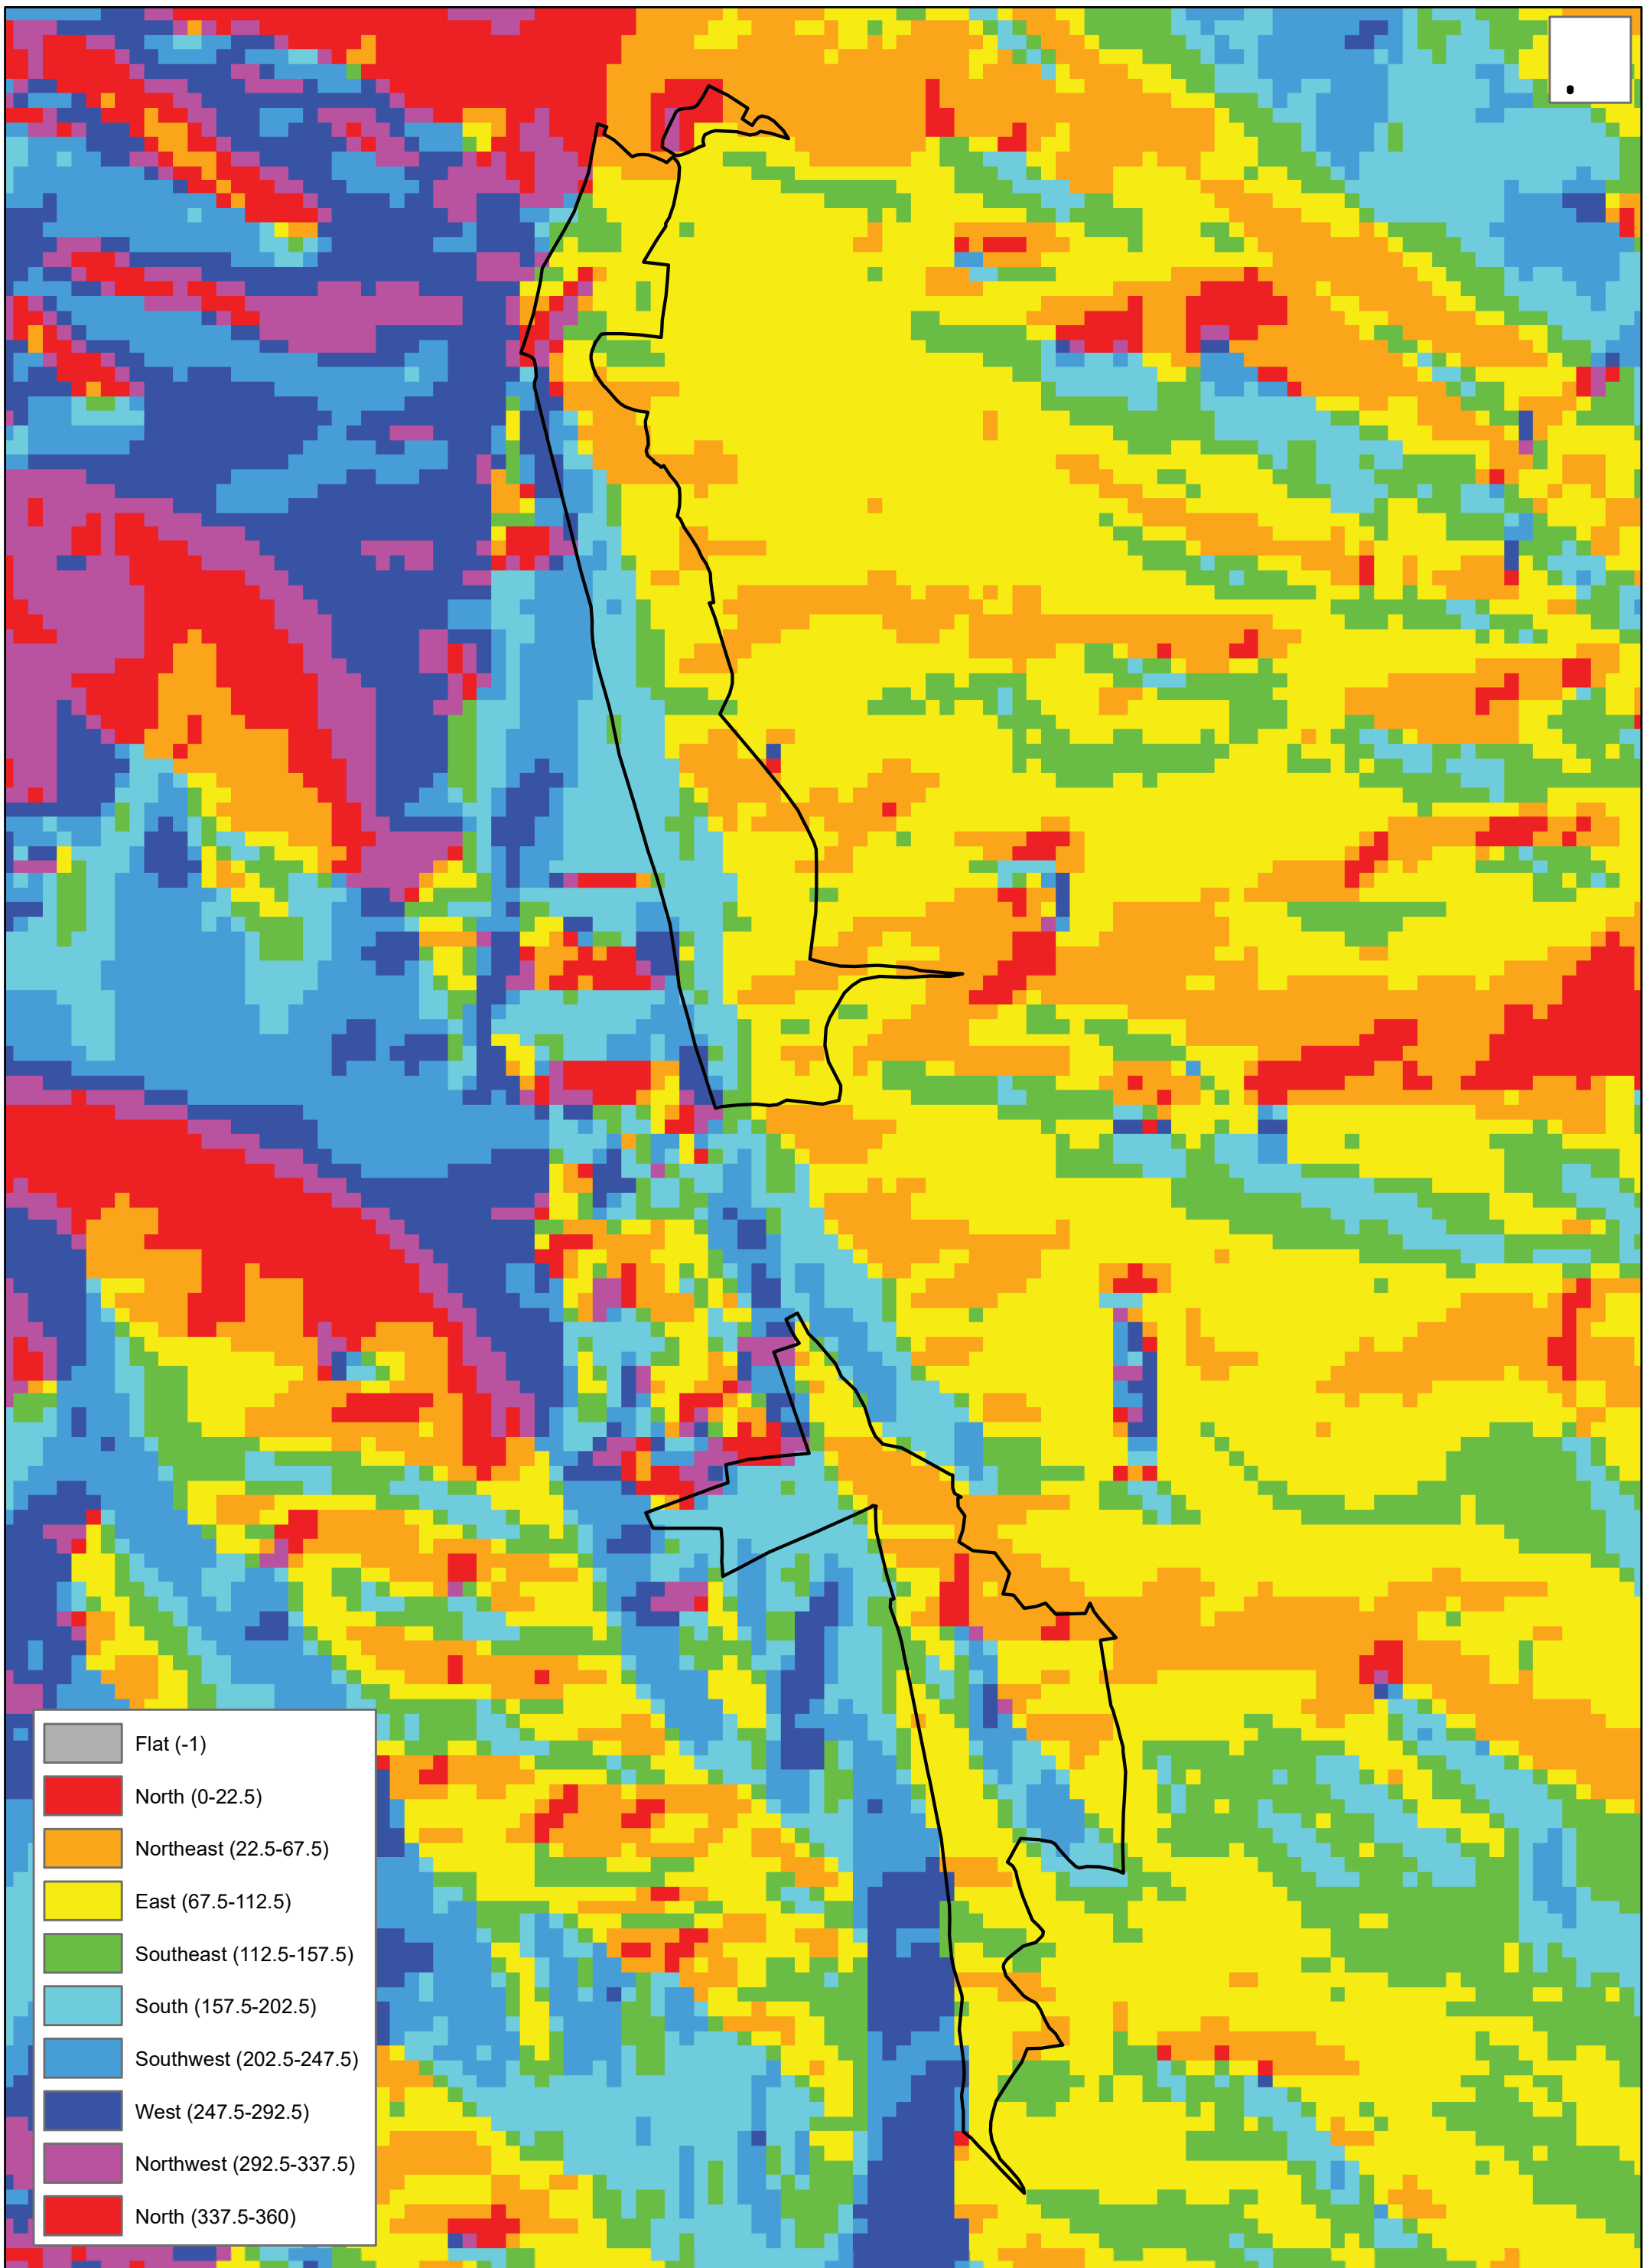 Flat (-1)
North (0-22.5)
Northeast (22.5-67.5)
East (67.5-112.5)
Southeast (112.5-157.5)
South (157.5-202.5)
Southwest (202.5-247.5)
West (247.5-292.5)
Northwest (292.5-337.5)
North (337.5-360)